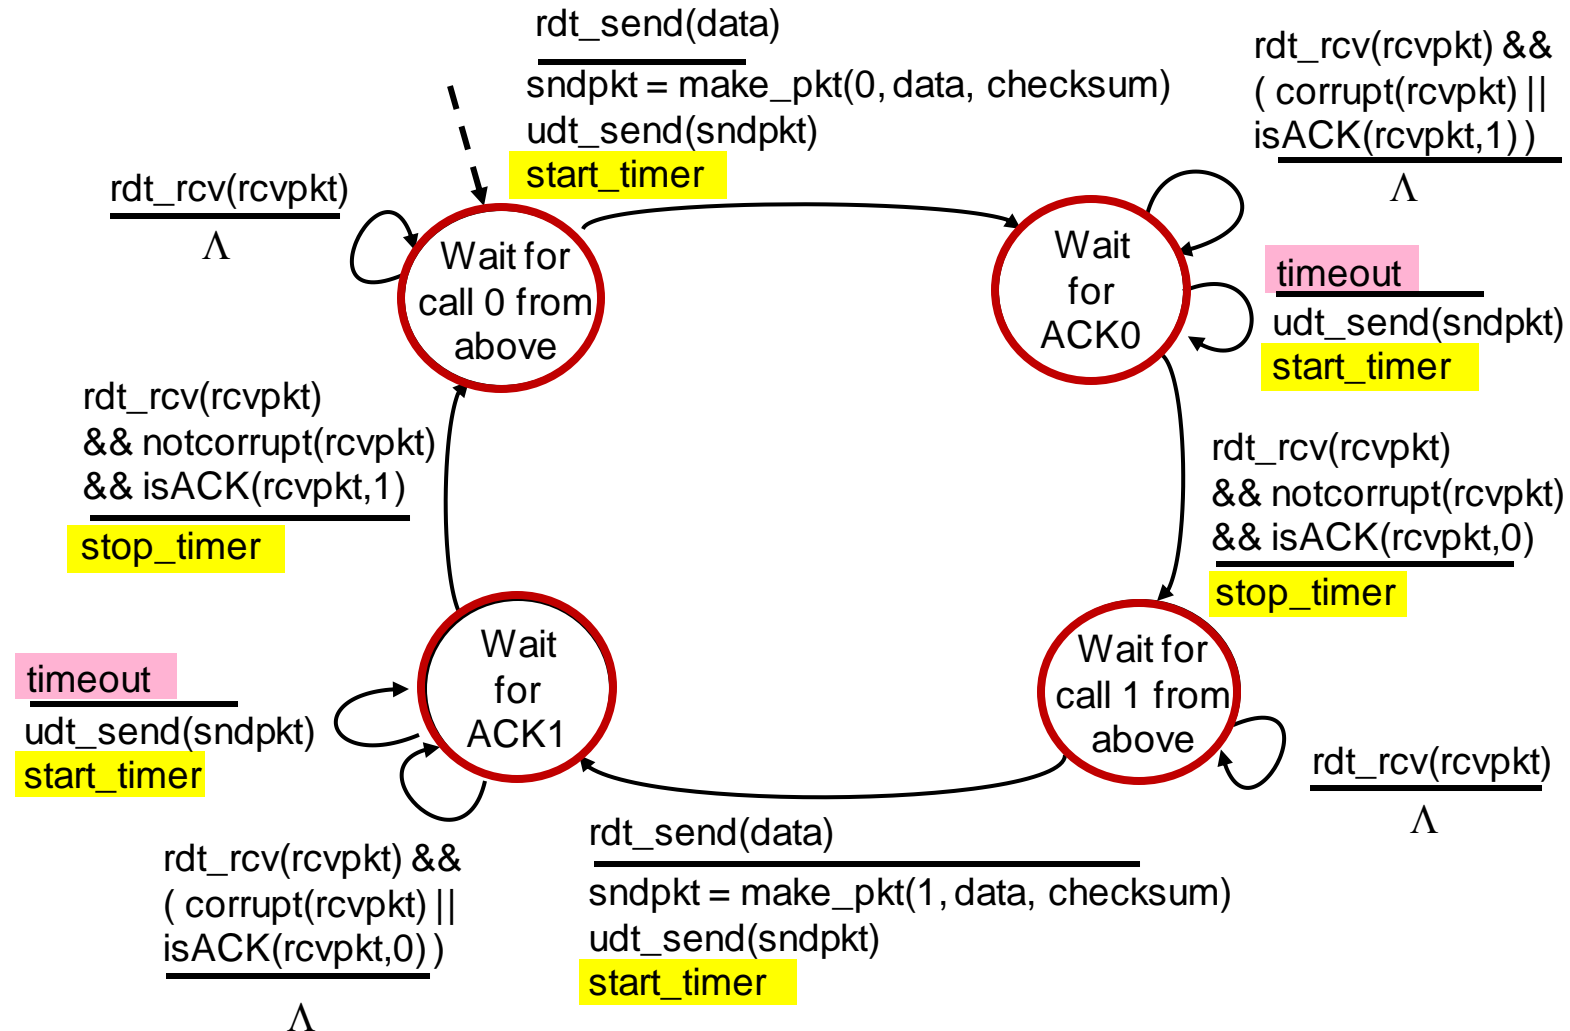 rdt_send(data)
sndpkt = make_pkt(0, data, checksum)
udt_send(sndpkt)
start_timer
rdt_rcv(rcvpkt) &&
( corrupt(rcvpkt) ||
isACK(rcvpkt,1) )
Λ
rdt_rcv(rcvpkt)
Λ
Wait for
call 0 from
above
Wait
for
ACK0
timeout
udt_send(sndpkt)
start_timer
rdt_rcv(rcvpkt)
&& notcorrupt(rcvpkt)
&& isACK(rcvpkt,1)
stop_timer
rdt_rcv(rcvpkt)
&& notcorrupt(rcvpkt)
&& isACK(rcvpkt,0)
stop_timer
Wait
for
ACK1
Wait for
call 1 from
above
timeout
udt_send(sndpkt)
start_timer
rdt_rcv(rcvpkt)
Λ
rdt_rcv(rcvpkt) &&
( corrupt(rcvpkt) ||
isACK(rcvpkt,0) )
Λ
rdt_send(data)
sndpkt = make_pkt(1, data, checksum)
udt_send(sndpkt)
start_timer